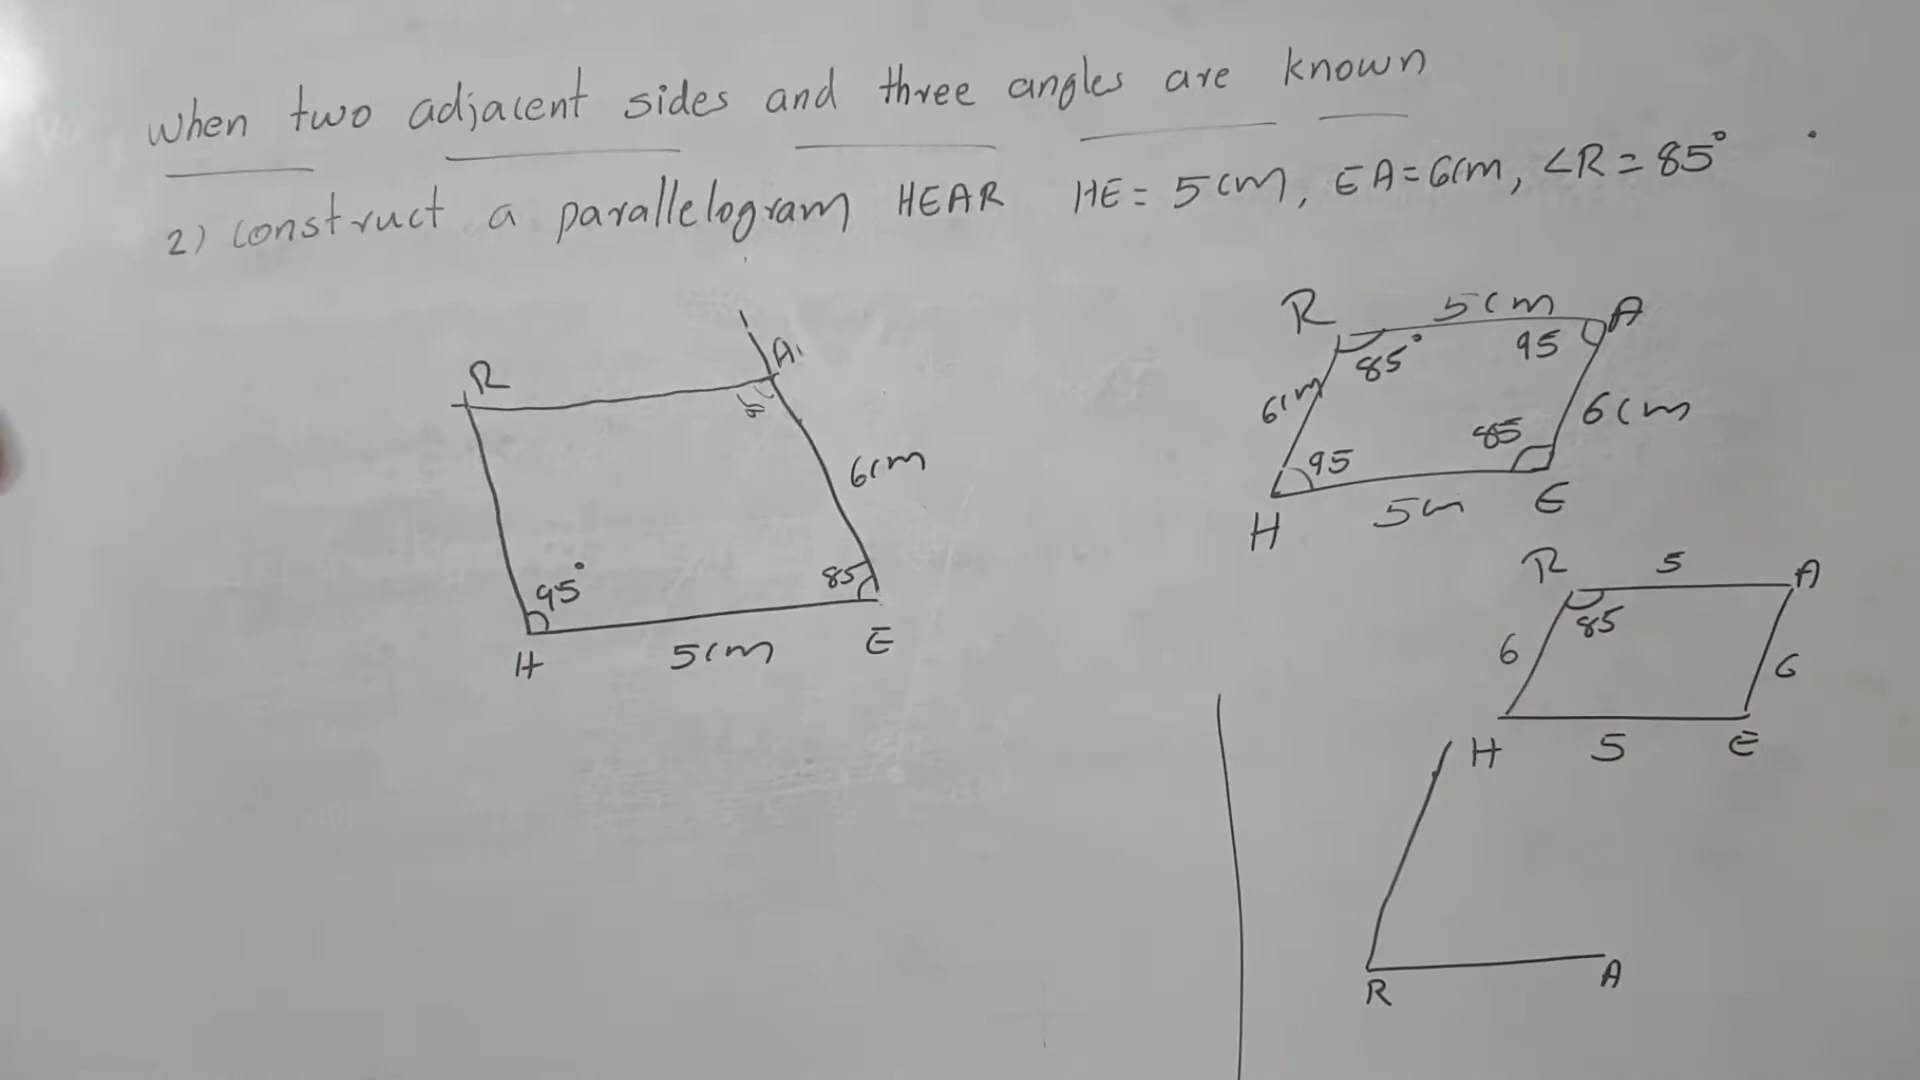 When two adjacent sides and three angles are known
2) construct a parallelogram HEAR HE = 5cm, EA = 6cm, <R = 85°
R 5cm A
85° 95
6cm 6cm
95 85
H 5cm E
R A
6cm
95° 85
H 5cm E
R 5 A
85
6 6
H 5 E
R A